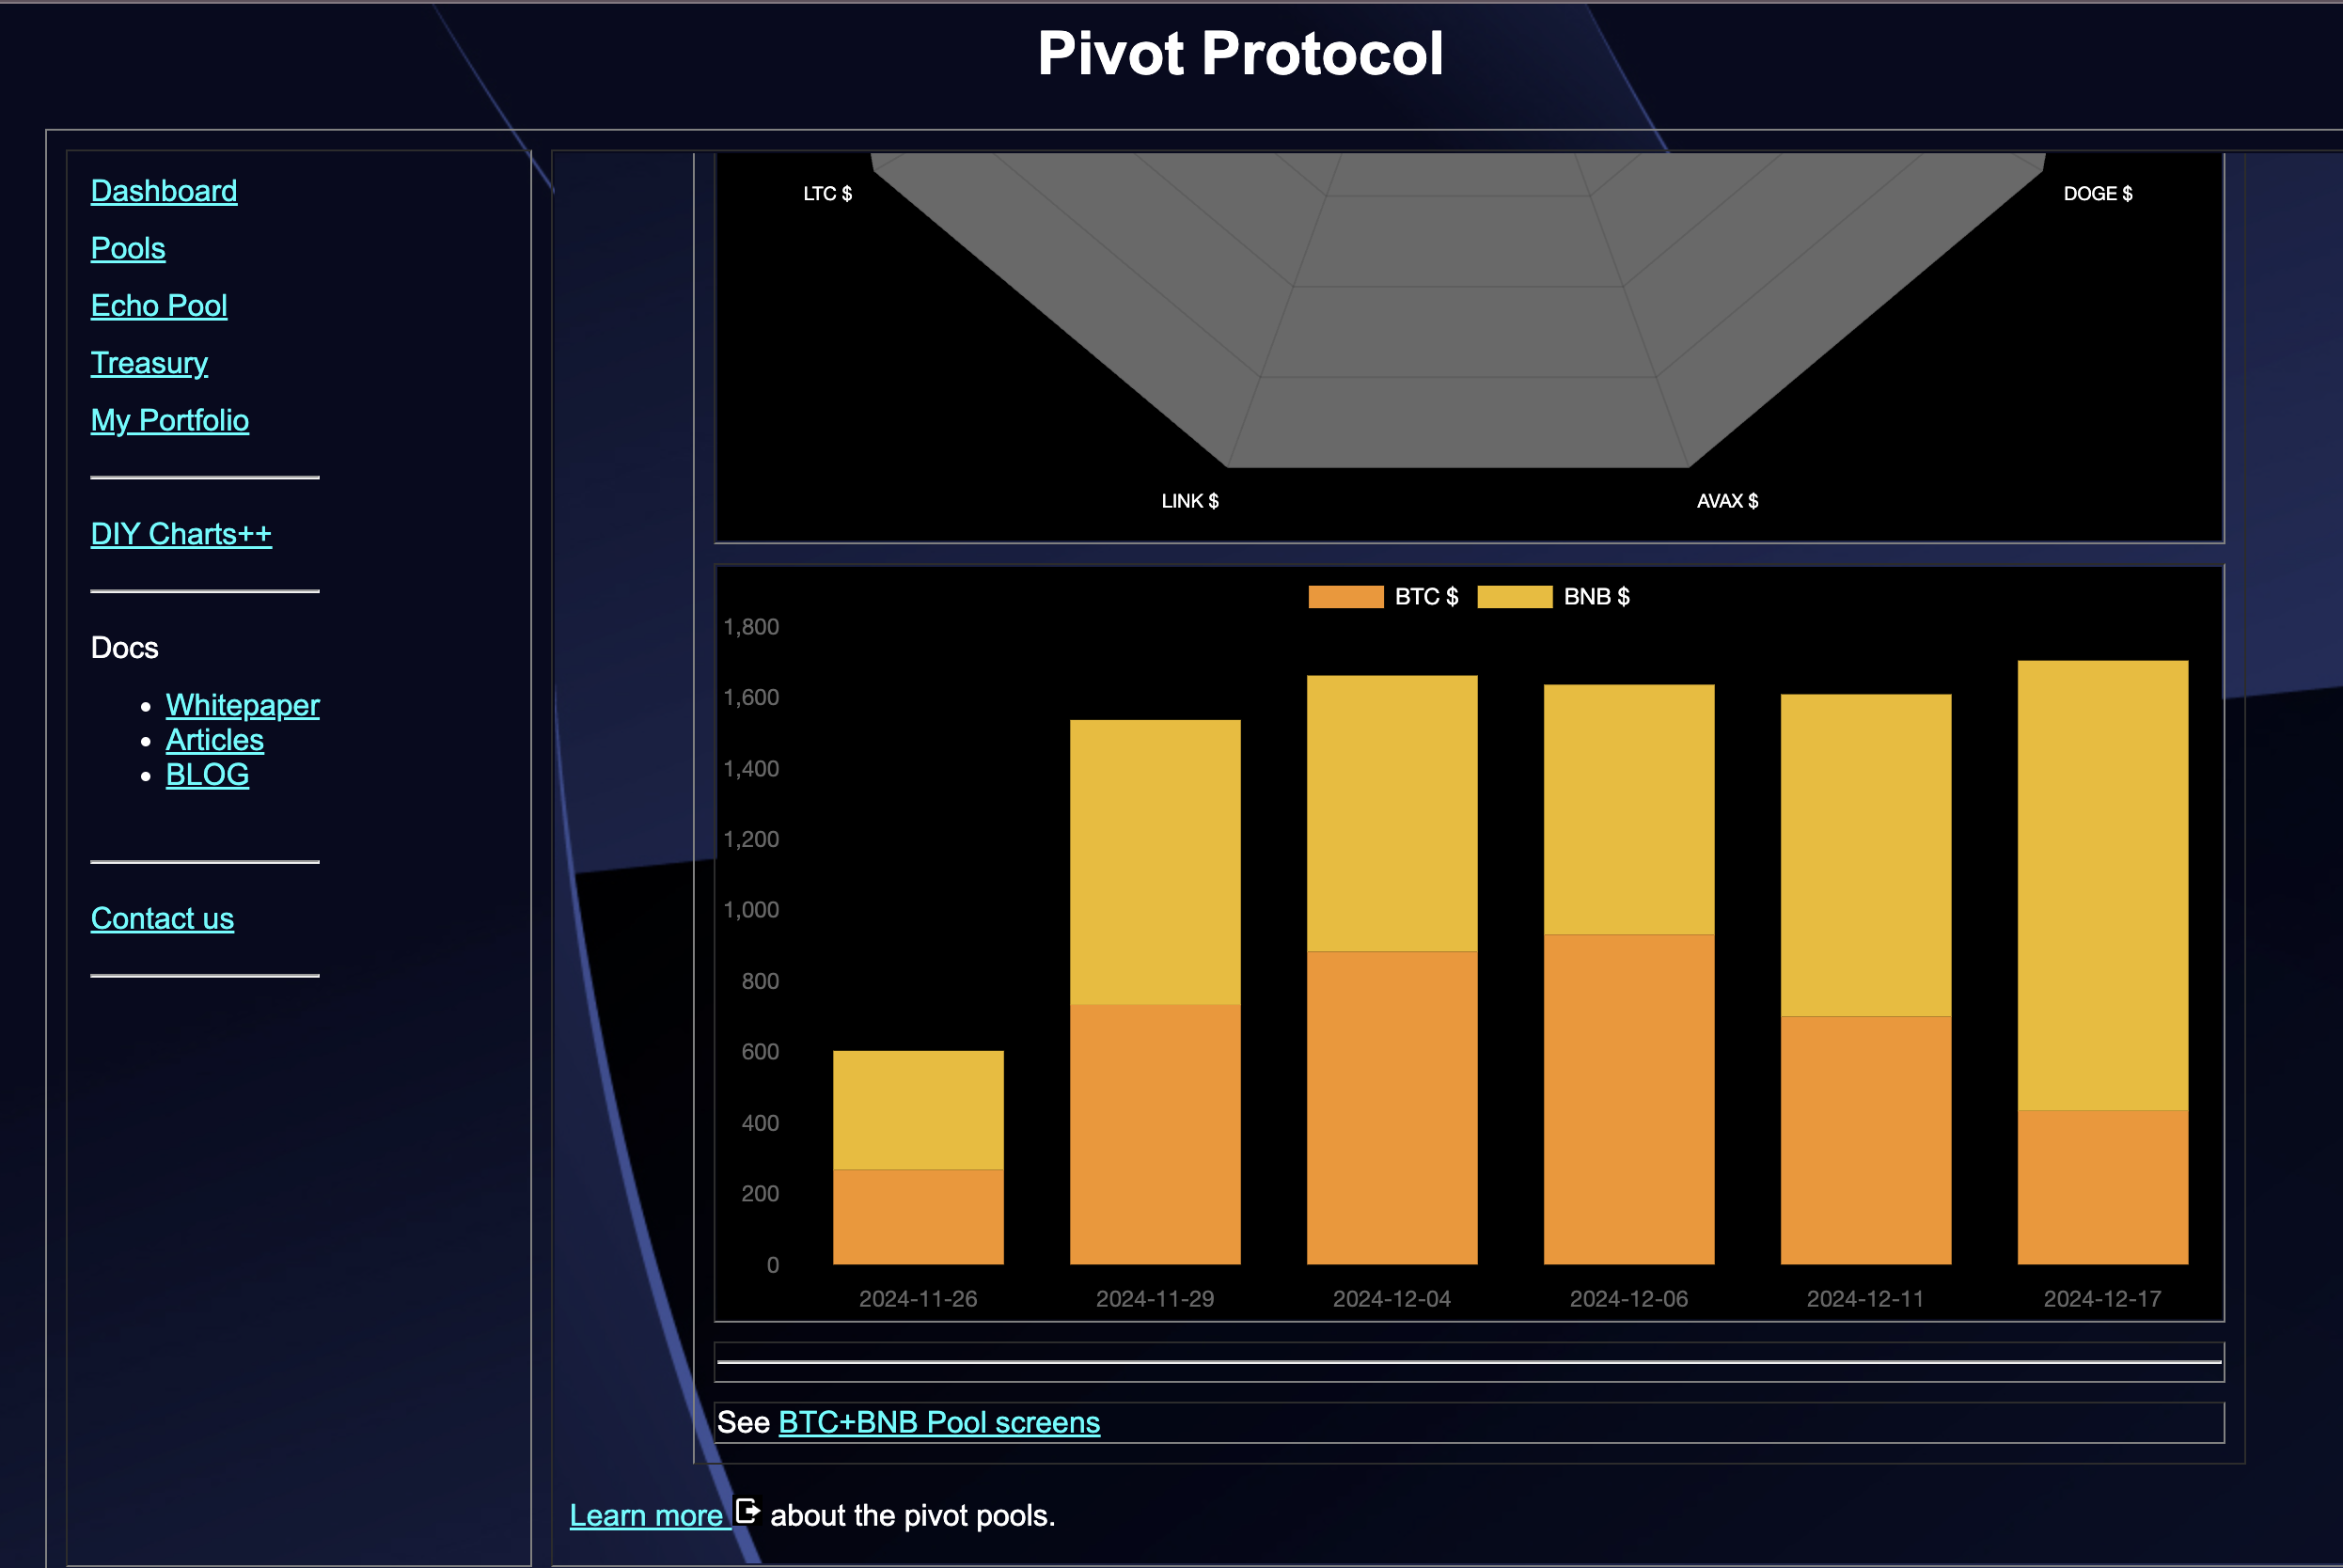 Pivot Protocol
Dashboard
Pools
Echo Pool
Treasury
My Portfolio
DIY Charts++
Docs
Whitepaper
Articles
BLOG
Contact us
LTC $
DOGE $
LINK $
AVAX $
BTC $ BNB $
1,800
1,600
1,400
1,200
1,000
800
600
400
200
0
2024-11-26 2024-11-29 2024-12-04 2024-12-06 2024-12-11 2024-12-17
See BTC+BNB Pool screens
Learn more about the pivot pools.